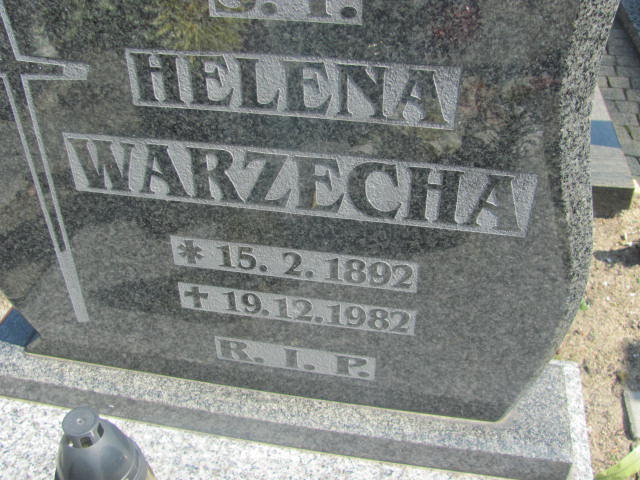 Ś. P.
HELENA
WARZECHA
* 15. 2. 1892
+ 19.12.1982
R. I. P.